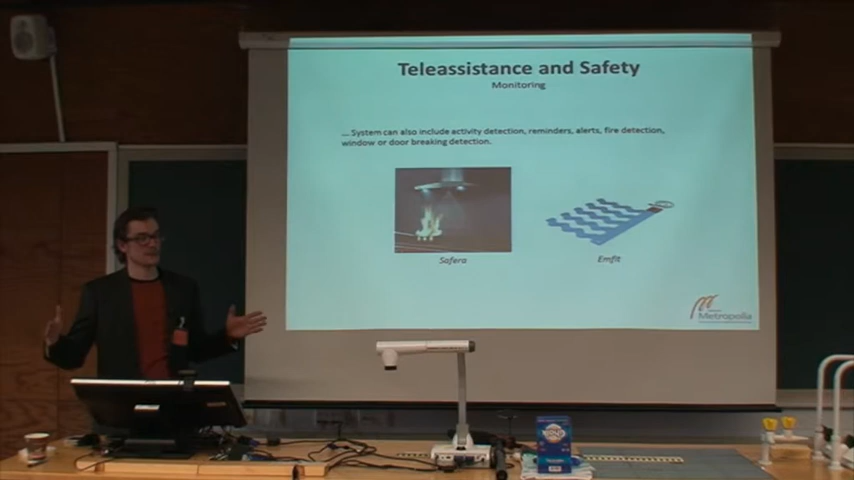 Teleassistance and Safety
Monitoring
... System can also include activity detection, reminders, alerts, fire detection,
window or door breaking detection.
Safera
Emfit
Metropolia